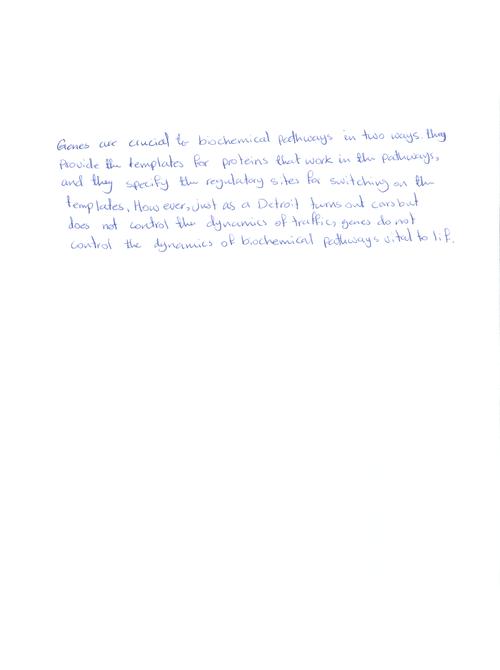 Genes are crucial to biochemical pathways in two ways. they
provide the templates for proteins that work in the pathways,
and they specify the regulatory sites for switching on the
templates. However, just as a Detroit turns out cars but
does not control the dynamics of traffic, genes do not
control the dynamics of biochemical pathways vital to life.